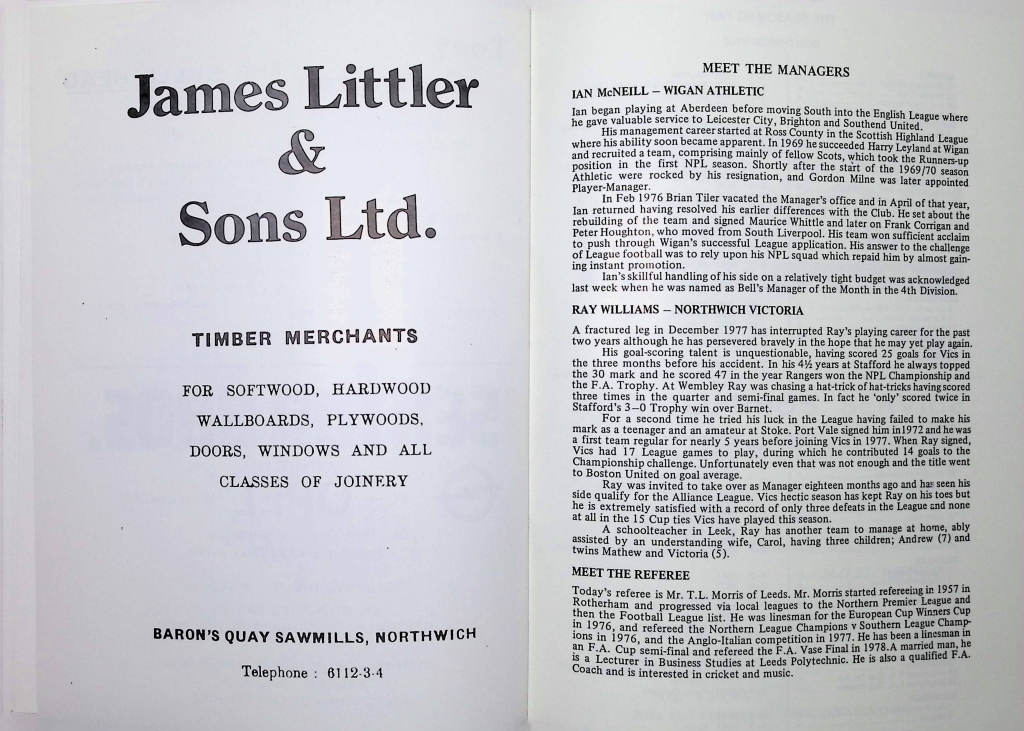 James Littler
&
Sons Ltd.
TIMBER MERCHANTS
FOR SOFTWOOD, HARDWOOD
WALLBOARDS, PLYWOODS,
DOORS, WINDOWS AND ALL
CLASSES OF JOINERY
BARON'S QUAY SAWMILLS, NORTHWICH
Telephone : 6112-3-4
MEET THE MANAGERS
IAN McNEILL – WIGAN ATHLETIC
Ian began playing at Aberdeen before moving South into the English League where
he gave valuable service to Leicester City, Brighton and Southend United.
His management career started at Ross County in the Scottish Highland League
where his ability soon became apparent. In 1969 he succeeded Harry Leyland at Wigan
and recruited a team, comprising mainly of fellow Scots, which took the Runners-up
position in the first NPL season. Shortly after the start of the 1969/70 season
Athletic were rocked by his resignation, and Gordon Milne was later appointed
Player-Manager.
In Feb 1976 Brian Tiler vacated the Manager's office and in April of that year,
Ian returned having resolved his earlier differences with the Club. He set about the
rebuilding of the team and signed Maurice Whittle and later on Frank Corrigan and
Peter Houghton, who moved from South Liverpool. His team won sufficient acclaim
to push through Wigan's successful League application. His answer to the challenge
of League football was to rely upon his NPL squad which repaid him by almost gain-
ing instant promotion.
Ian's skillful handling of his side on a relatively tight budget was acknowledged
last week when he was named as Bell's Manager of the Month in the 4th Division.
RAY WILLIAMS – NORTHWICH VICTORIA
A fractured leg in December 1977 has interrupted Ray's playing career for the past
two years although he has persevered bravely in the hope that he may yet play again.
His goal-scoring talent is unquestionable, having scored 25 goals for Vics in
the three months before his accident. In his 4½ years at Stafford he always topped
the 30 mark and he scored 47 in the year Rangers won the NPL Championship and
the F.A. Trophy. At Wembley Ray was chasing a hat-trick of hat-tricks having scored
three times in the quarter and semi-final games. In fact he 'only' scored twice in
Stafford's 3–0 Trophy win over Barnet.
For a second time he tried his luck in the League having failed to make his
mark as a teenager and an amateur at Stoke. Port Vale signed him in 1972 and he was
a first team regular for nearly 5 years before joining Vics in 1977. When Ray signed,
Vics had 17 League games to play, during which he contributed 14 goals to the
Championship challenge. Unfortunately even that was not enough and the title went
to Boston United on goal average.
Ray was invited to take over as Manager eighteen months ago and has seen his
side qualify for the Alliance League. Vics hectic season has kept Ray on his toes but
he is extremely satisfied with a record of only three defeats in the League and none
at all in the 15 Cup ties Vics have played this season.
A schoolteacher in Leek, Ray has another team to manage at home, ably
assisted by an understanding wife, Carol, having three children; Andrew (7) and
twins Mathew and Victoria (5).
MEET THE REFEREE
Today's referee is Mr. T.L. Morris of Leeds. Mr. Morris started refereeing in 1957 in
Rotherham and progressed via local leagues to the Northern Premier League and
then the Football League list. He was linesman for the European Cup Winners Cup
in 1976, and refereed the Northern League Champions v Southern League Champ-
ions in 1976, and the Anglo-Italian competition in 1977. He has been a linesman in
an F.A. Cup semi-final and refereed the F.A. Vase Final in 1978.A married man, he
is a Lecturer in Business Studies at Leeds Polytechnic. He is also a qualified F.A.
Coach and is interested in cricket and music.